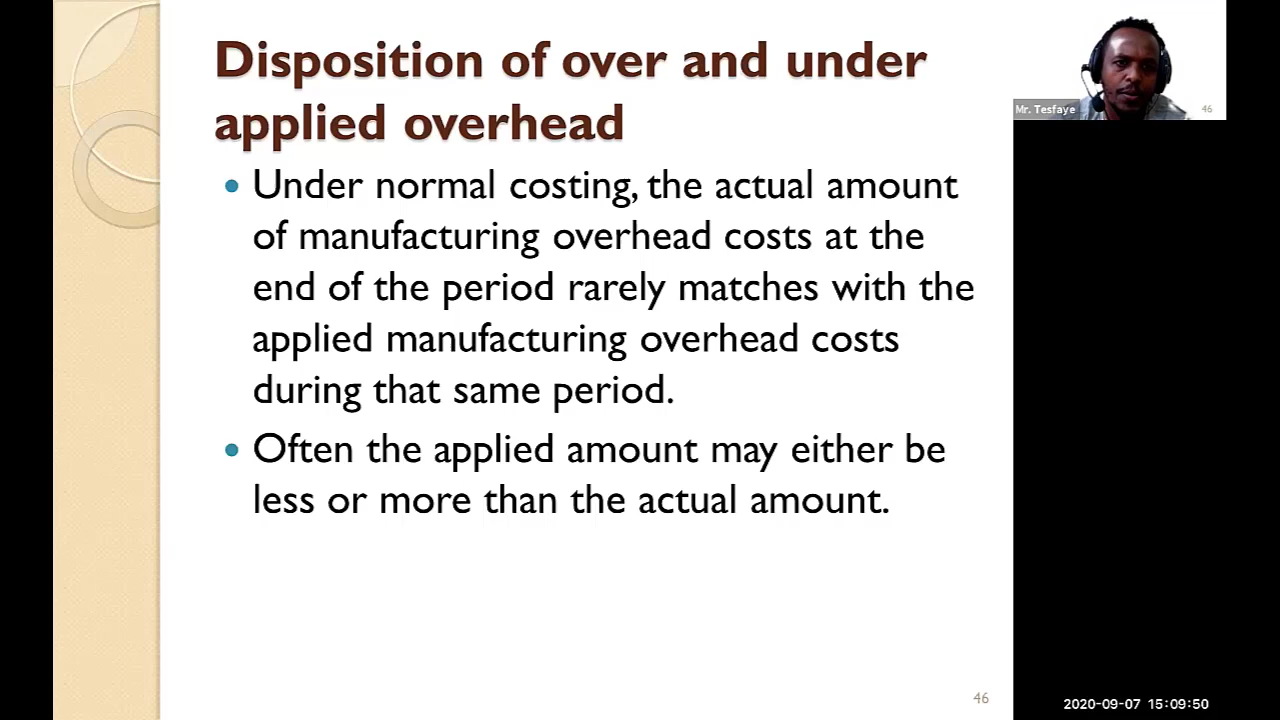 Disposition of over and under
applied overhead
• Under normal costing, the actual amount
of manufacturing overhead costs at the
end of the period rarely matches with the
applied manufacturing overhead costs
during that same period.
• Often the applied amount may either be
less or more than the actual amount.
46
Mr. Tesfaye
46
2020-09-07 15:09:50